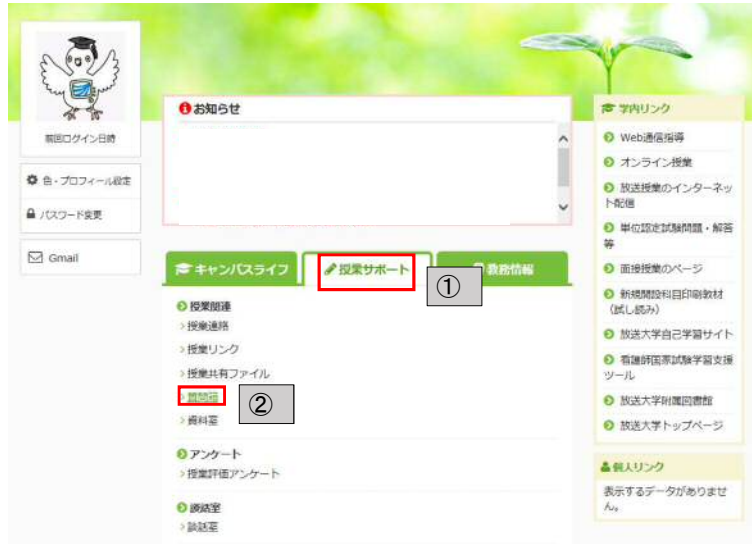 前回ログイン日時
色・プロフィール設定
パスワード変更
Gmail
お知らせ
キャンパスライフ
授業サポート
教務情報
①
授業関連
授業連絡
授業リンク
授業共有ファイル
質問箱
②
資料室
アンケート
授業評価アンケート
談話室
談話室
学内リンク
Web通信指導
オンライン授業
放送授業のインターネッ
ト配信
単位認定試験問題・解答
等
面接授業のページ
新規開設科目印刷教材
(試し読み)
放送大学自己学習サイト
看護師国家試験学習支援
ツール
放送大学附属図書館
放送大学トップページ
個人リンク
表示するデータがありませ
ん。